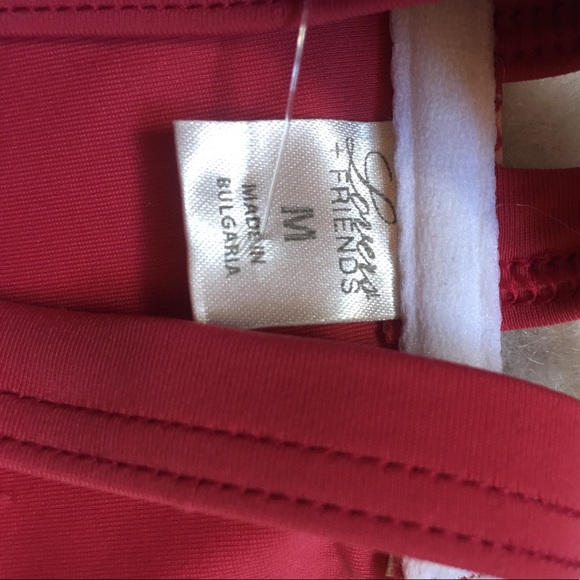 Lovers
+ FRIENDS
M
MADE IN
BULGARIA